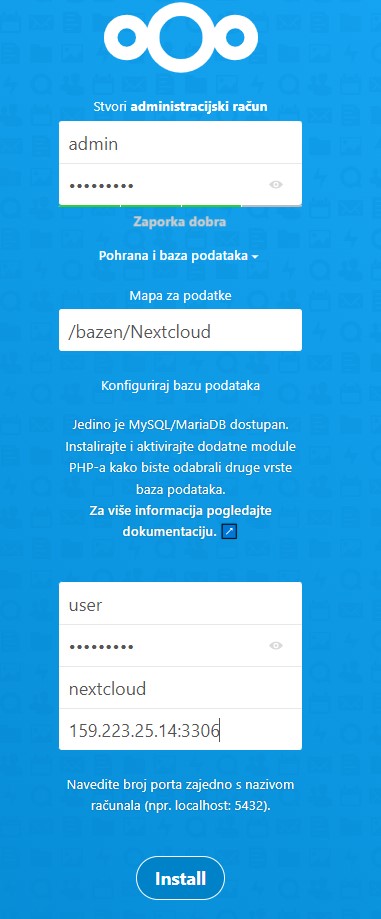 Stvori administracijski račun
admin
•••••••••
Zaporka dobra
Pohrana i baza podataka
Mapa za podatke
/bazen/Nextcloud
Konfiguriraj bazu podataka
Jedino je MySQL/MariaDB dostupan.
Instalirajte i aktivirajte dodatne module
PHP-a kako biste odabrali druge vrste
baza podataka.
Za više informacija pogledajte
dokumentaciju.
user
•••••••••
nextcloud
159.223.25.14:3306
Navedite broj porta zajedno s nazivom
računala (npr. localhost: 5432).
Install